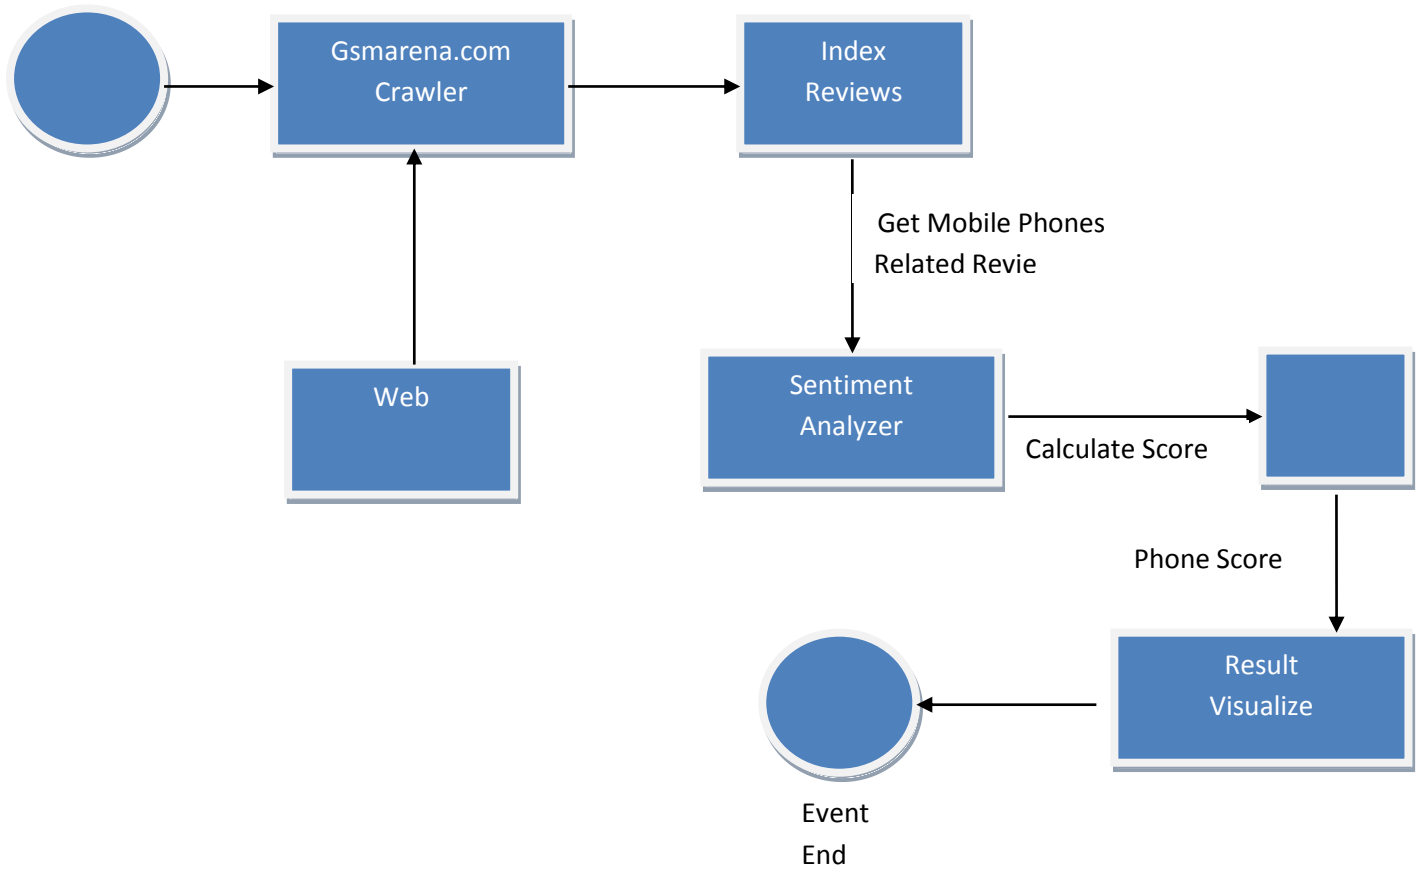 Gsmarena.com
Crawler
Index
Reviews
Get Mobile Phones
Related Revie
Web
Sentiment
Analyzer
Calculate Score
Phone Score
Result
Visualize
Event
End